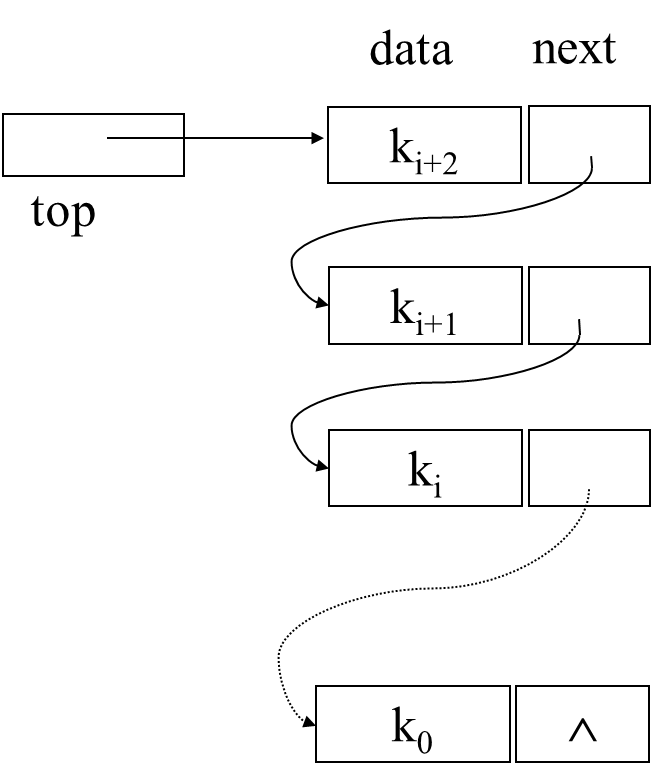 data next
k_{i+2}
top
k_{i+1}
k_i
k_0 ∧